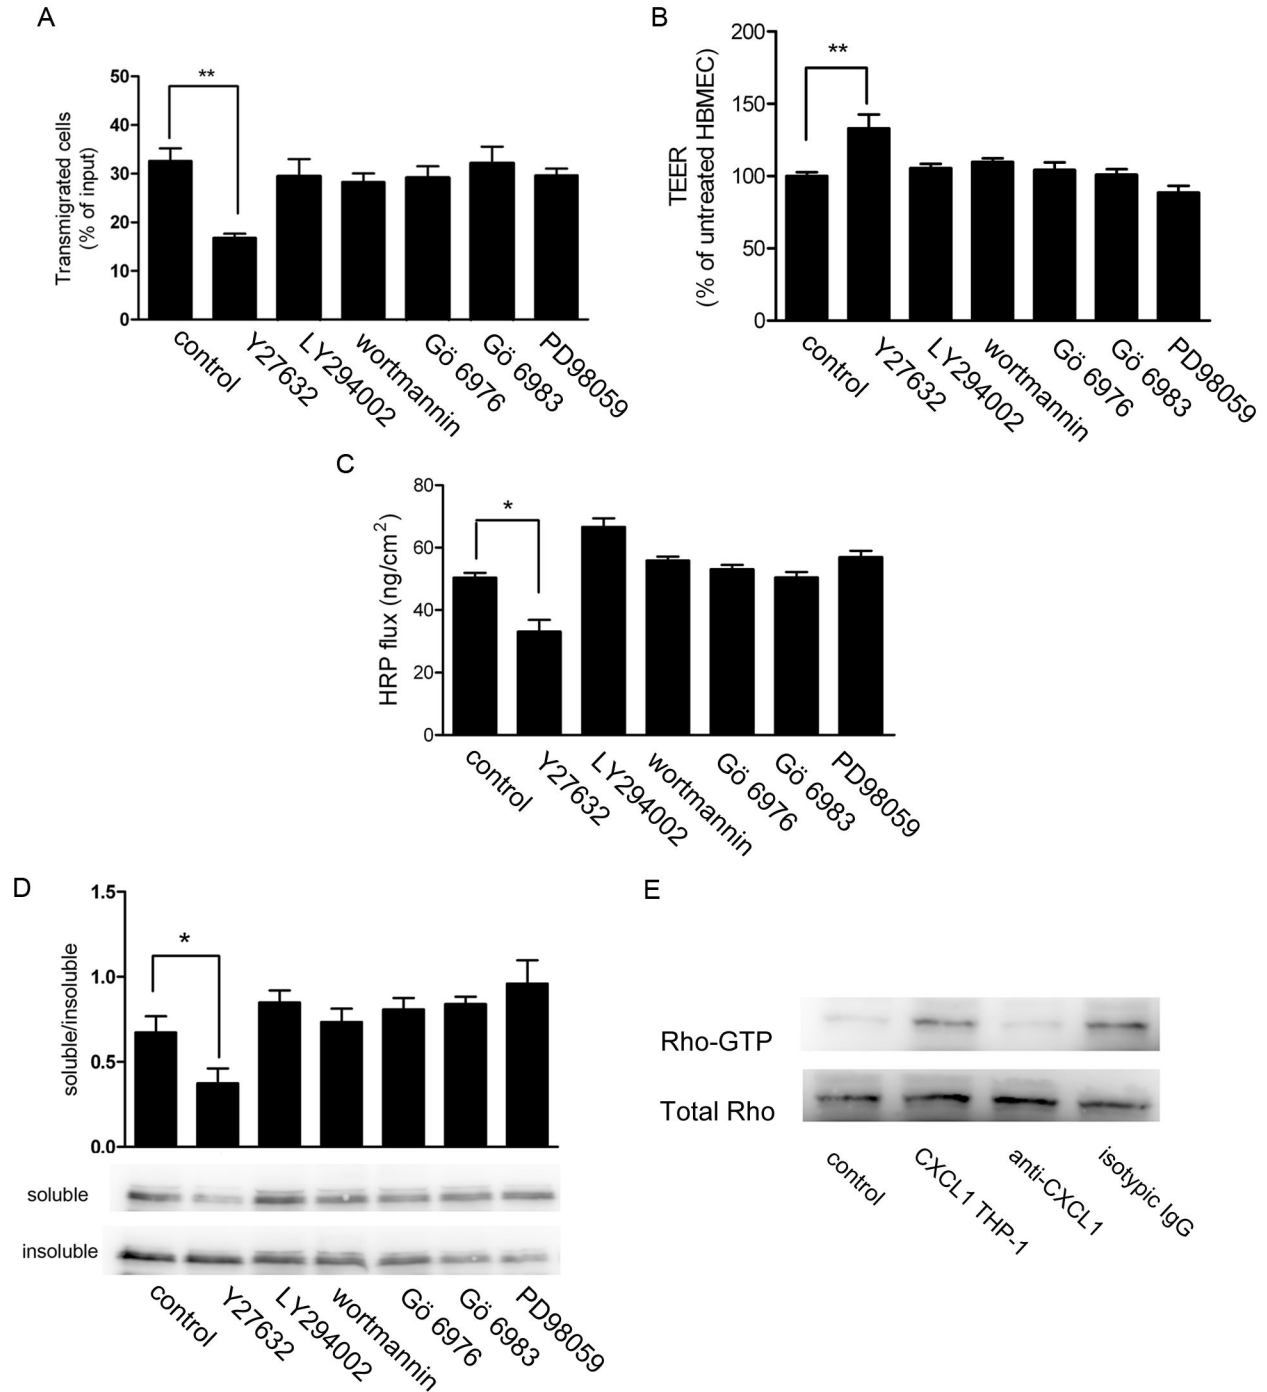 A
Transmigrated cells
(% of input)
50
40
30
20
10
0
**
control
Y27632
LY294002
wortmannin
Gö 6976
Gö 6983
PD98059
B
TEER
(% of untreated HBMEC)
200
150
100
50
0
**
control
Y27632
LY294002
wortmannin
Gö 6976
Gö 6983
PD98059
C
HRP flux (ng/cm²)
80
60
40
20
0
*
control
Y27632
LY294002
wortmannin
Gö 6976
Gö 6983
PD98059
D
soluble/insoluble
1.5
1.0
0.5
0.0
*
soluble
insoluble
control
Y27632
LY294002
wortmannin
Gö 6976
Gö 6983
PD98059
E
Rho-GTP
Total Rho
control
CXCL1 THP-1
anti-CXCL1
isotypic IgG